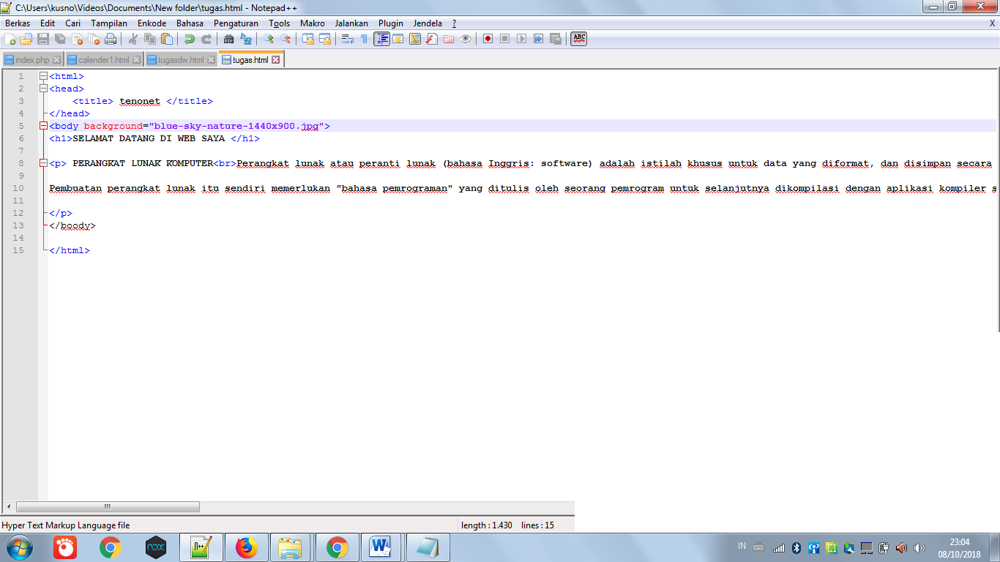 C:\Users\kusno\Videos\Documents\New folder\tugas.html - Notepad++
Berkas Edit Cari Tampilan Enkode Bahasa Pengaturan Tools Makro Jalankan Plugin Jendela ? X
ABC
index.php calender1.html tugasdw.html tugas.html
1 <html>
2 <head>
3 <title> tenonet </title>
4 </head>
5 <body background="blue-sky-nature-1440x900.jpg">
6 <h1>SELAMAT DATANG DI WEB SAYA </h1>
7
8 <p> PERANGKAT LUNAK KOMPUTER<br>Perangkat lunak atau peranti lunak (bahasa Inggris: software) adalah istilah khusus untuk data yang diformat, dan disimpan secara
9
10 Pembuatan perangkat lunak itu sendiri memerlukan "bahasa pemrograman" yang ditulis oleh seorang pemrogram untuk selanjutnya dikompilasi dengan aplikasi kompiler s
11
12 </p>
13 </boody>
14
15 </html>
Hyper Text Markup Language file length : 1.430 lines : 15
nox N++ W IN 23:04
08/10/2018